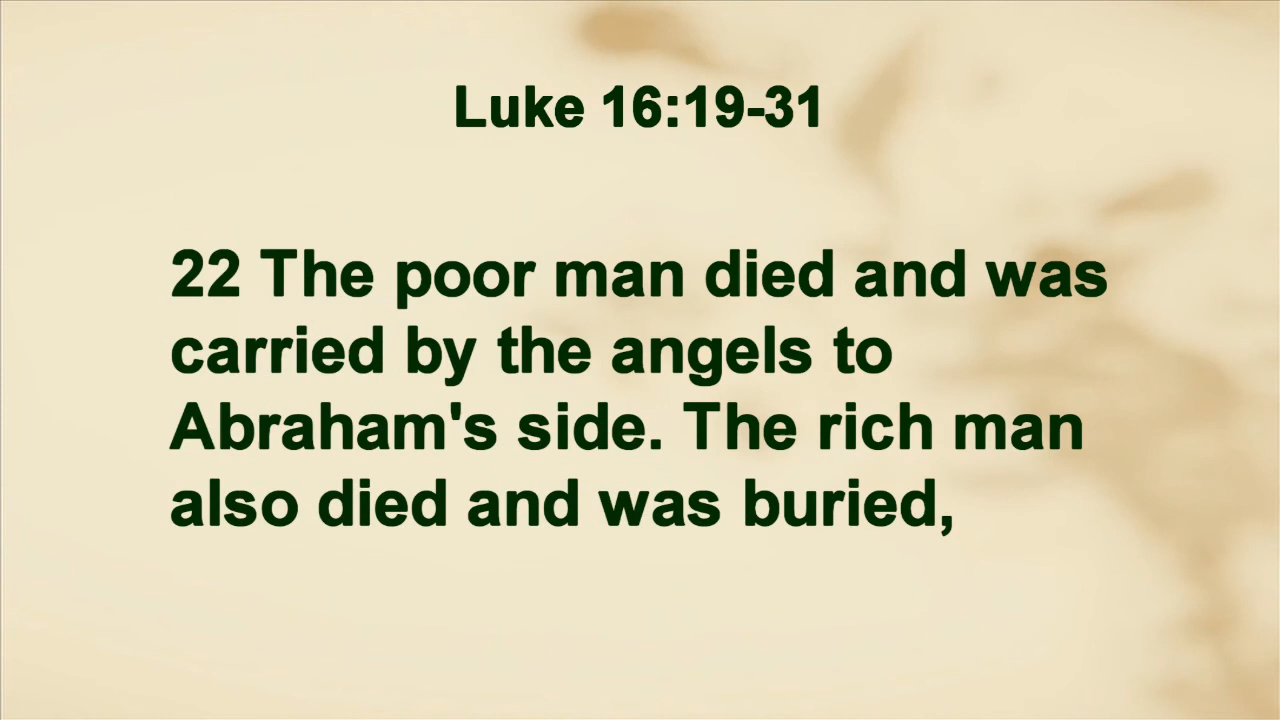 Luke 16:19-31
22 The poor man died and was
carried by the angels to
Abraham's side. The rich man
also died and was buried,